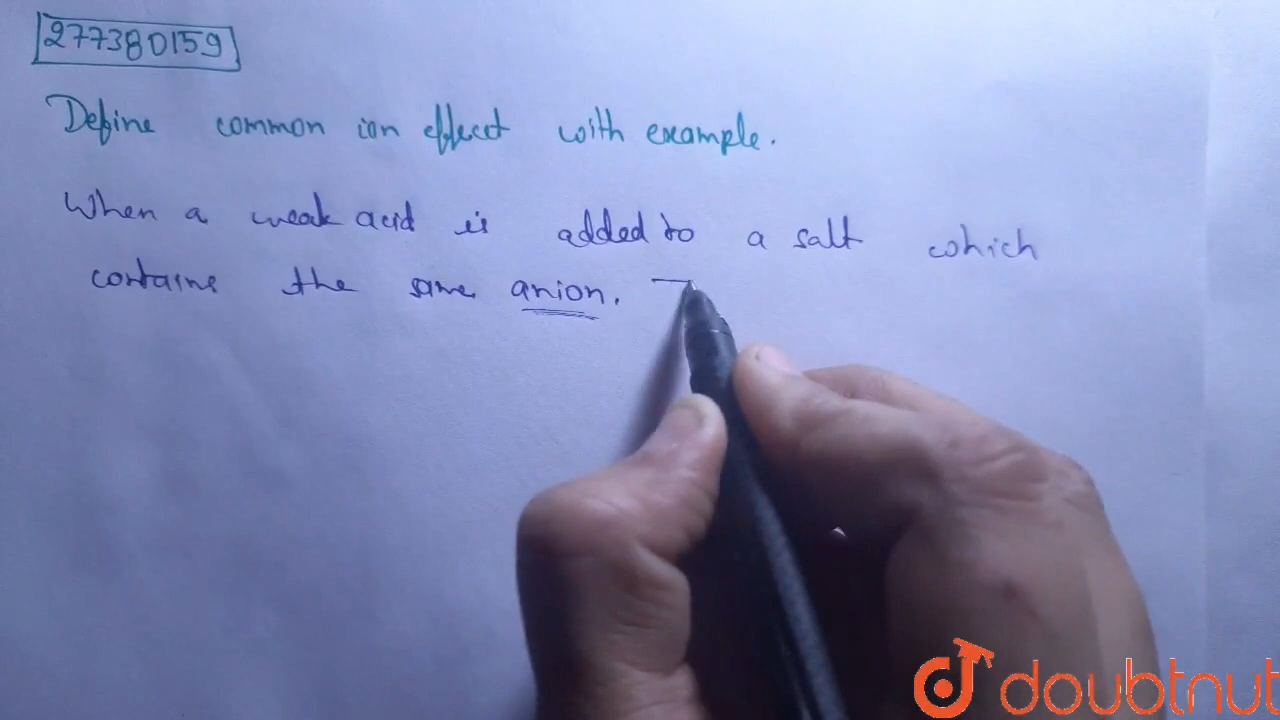 277380159
Define common ion effect with example.
When a weak acid is added to a salt which
contains the same anion. T
doubtnut